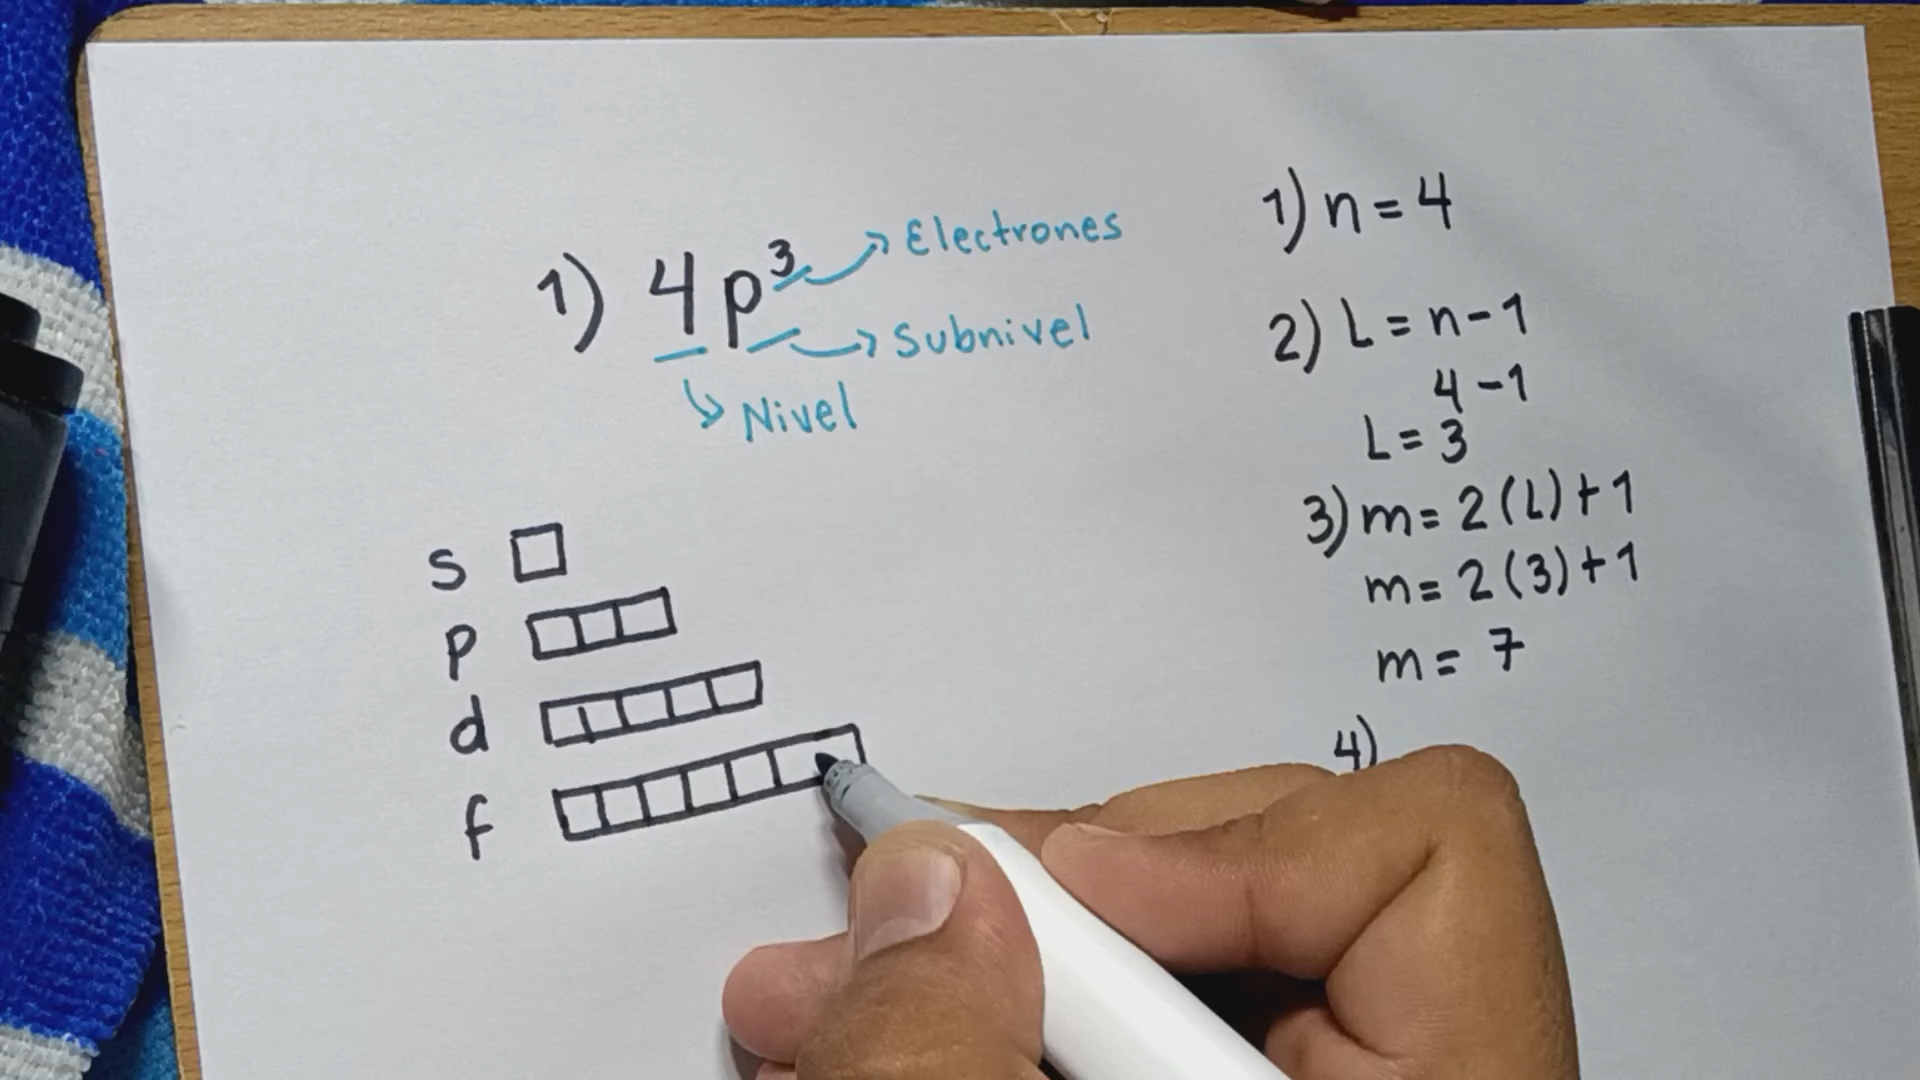 1) 4p³ → Electrones
→ Subnivel
↳ Nivel
s
p
d
f
1) n = 4
2) L = n - 1
4 - 1
L = 3
3) m = 2(L) + 1
m = 2(3) + 1
m = 7
4)